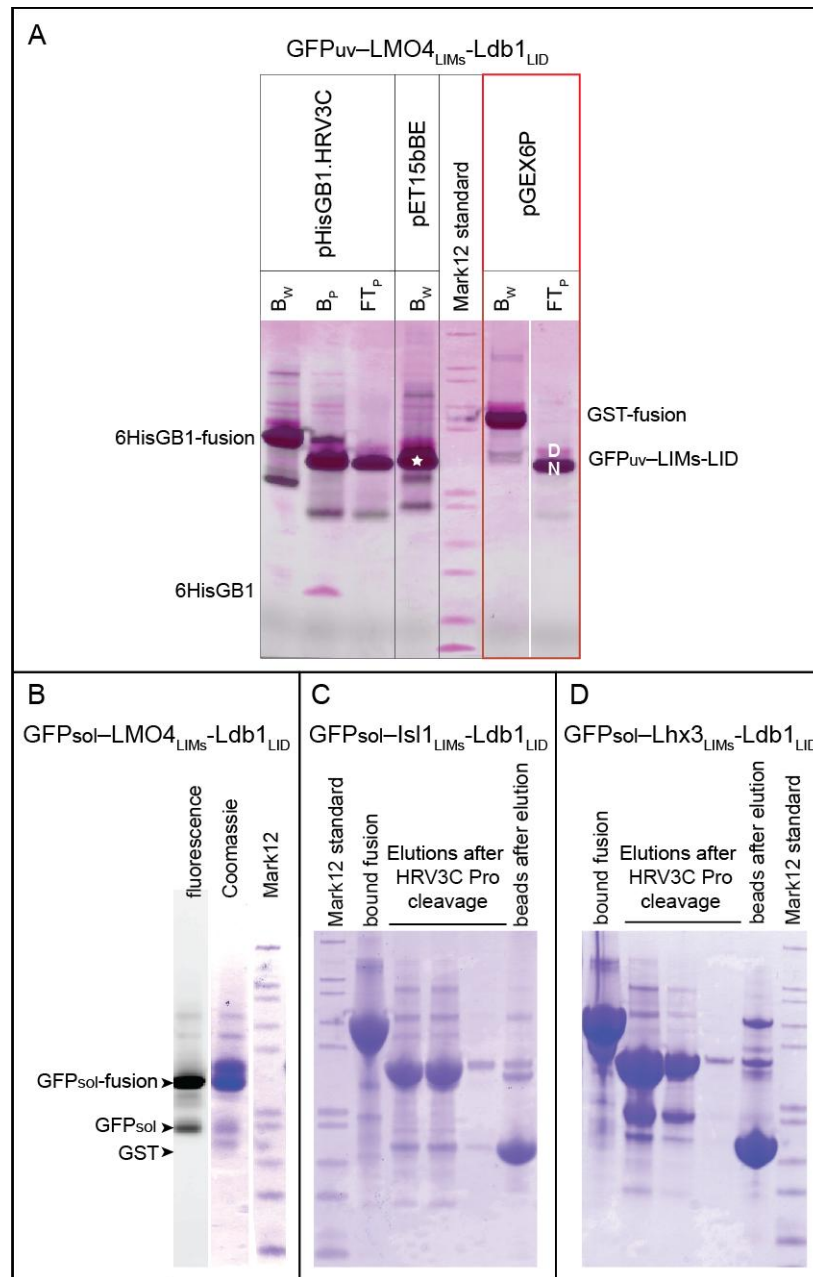 A
GFPuv–LMO4LIMs-Ldb1LID
pHisGB1.HRV3C
pET15bBE
Mark12 standard
pGEX6P
BW
BP
FTP
BW
BW
FTP
6HisGB1-fusion
GST-fusion
D
N
GFPuv–LIMs-LID
6HisGB1
B
GFPsol–LMO4LIMs-Ldb1LID
fluorescence
Coomassie
Mark12
GFPsol-fusion
GFPsol
GST
C
GFPsol–Isl1LIMs-Ldb1LID
Mark12 standard
bound fusion
Elutions after
HRV3C Pro
cleavage
beads after elution
D
GFPsol–Lhx3LIMs-Ldb1LID
bound fusion
Elutions after
HRV3C Pro
cleavage
beads after elution
Mark12 standard